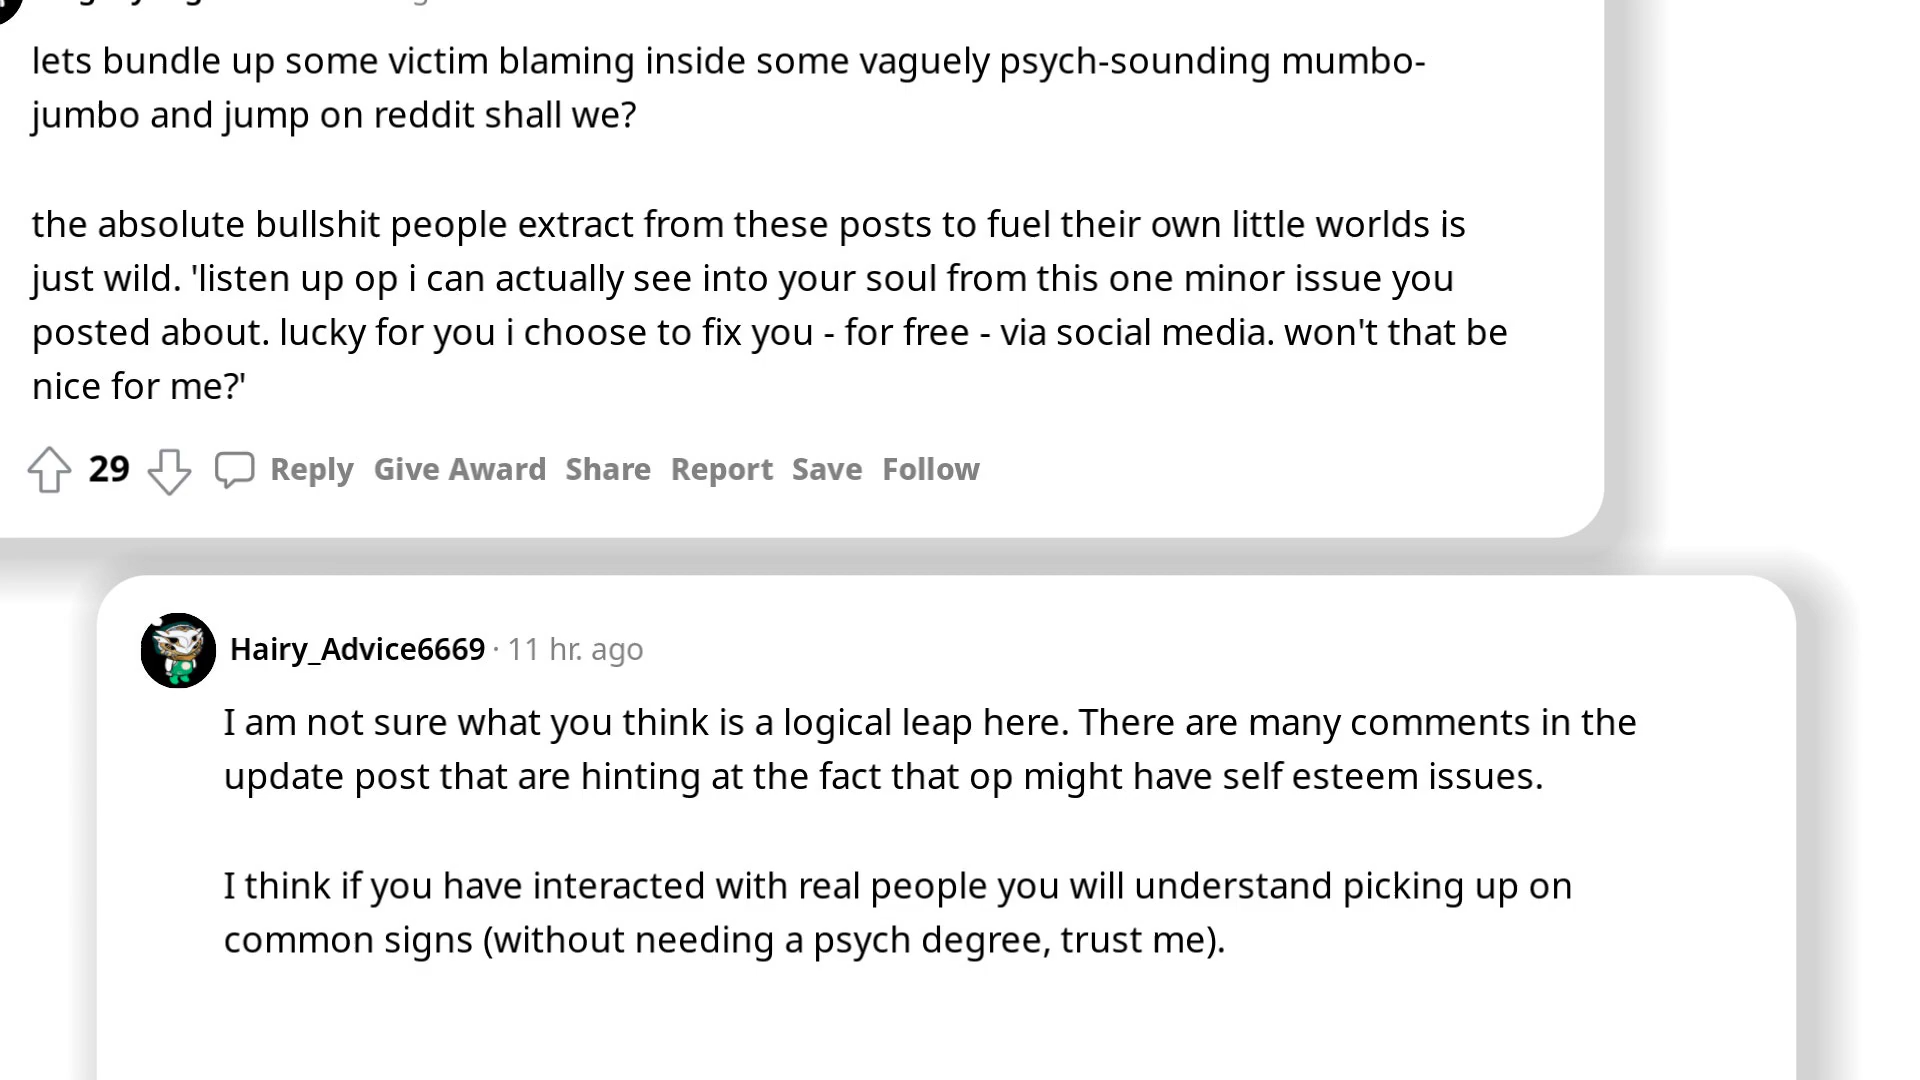 lets bundle up some victim blaming inside some vaguely psych-sounding mumbo-
jumbo and jump on reddit shall we?
the absolute bullshit people extract from these posts to fuel their own little worlds is
just wild. 'listen up op i can actually see into your soul from this one minor issue you
posted about. lucky for you i choose to fix you - for free - via social media. won't that be
nice for me?'
29 Reply Give Award Share Report Save Follow
Hairy_Advice6669 · 11 hr. ago
I am not sure what you think is a logical leap here. There are many comments in the
update post that are hinting at the fact that op might have self esteem issues.
I think if you have interacted with real people you will understand picking up on
common signs (without needing a psych degree, trust me).